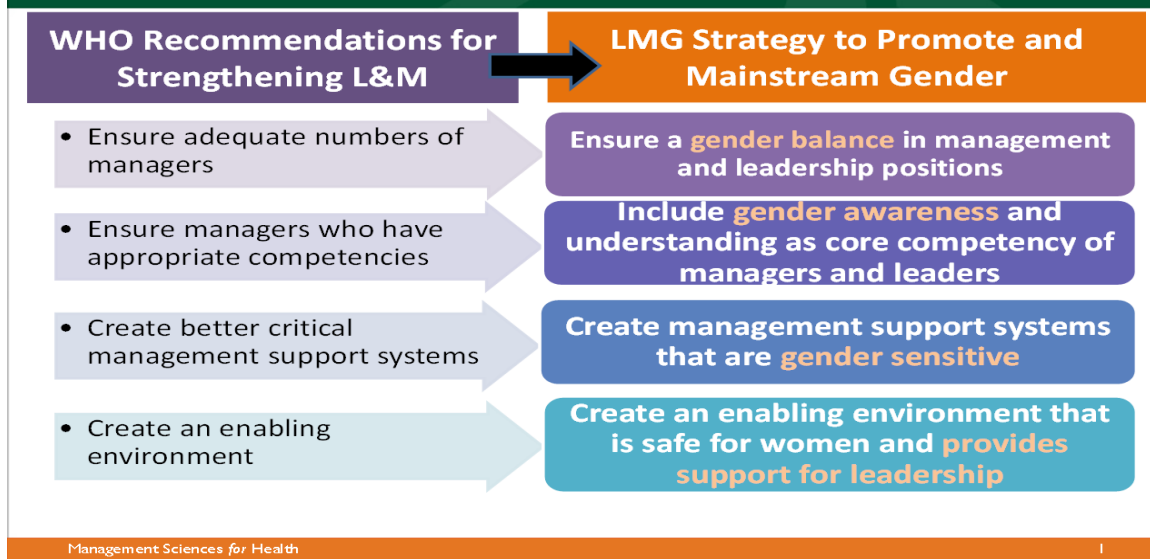 WHO Recommendations for
Strengthening L&M
LMG Strategy to Promote and
Mainstream Gender
• Ensure adequate numbers of
managers
Ensure a gender balance in management
and leadership positions
• Ensure managers who have
appropriate competencies
Include gender awareness and
understanding as core competency of
managers and leaders
• Create better critical
management support systems
Create management support systems
that are gender sensitive
• Create an enabling
environment
Create an enabling environment that
is safe for women and provides
support for leadership
Management Sciences for Health
1